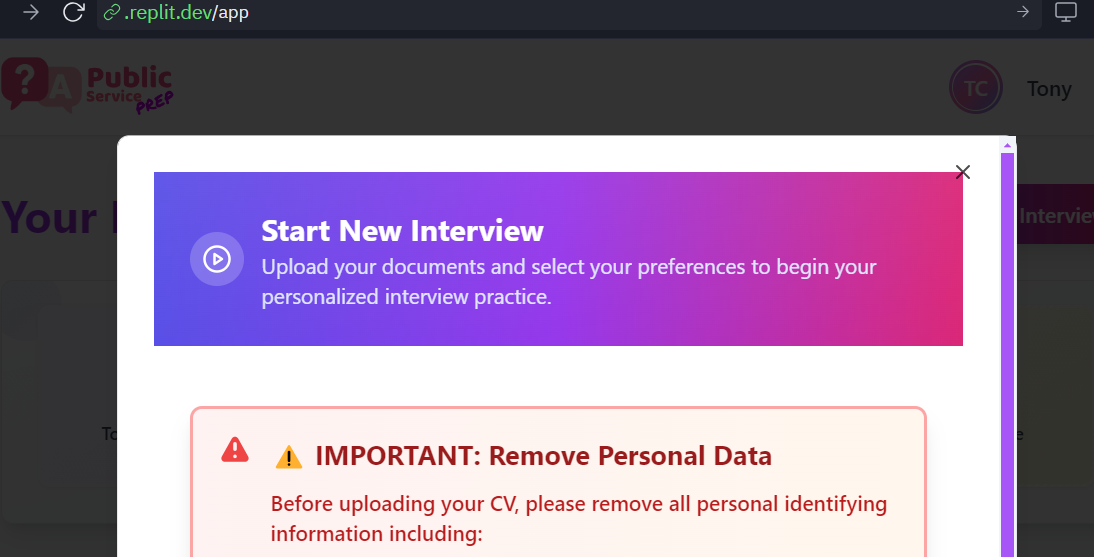 .replit.dev/app
? A Public
Service
PREP
TC
Tony
Your
Interview
Start New Interview
Upload your documents and select your preferences to begin your
personalized interview practice.
To
e
IMPORTANT: Remove Personal Data
Before uploading your CV, please remove all personal identifying
information including: